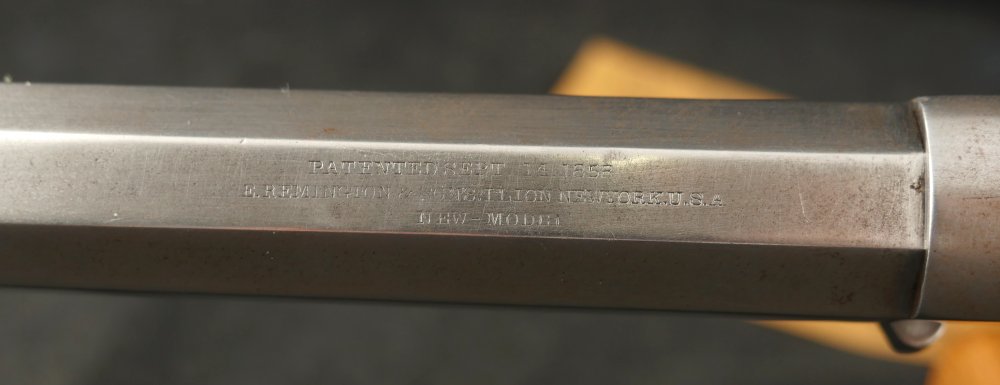 PATENTED SEPT 14 1858
E. REMINGTON & SONS. ILION NEW-YORK. U.S.A
NEW-MODEL